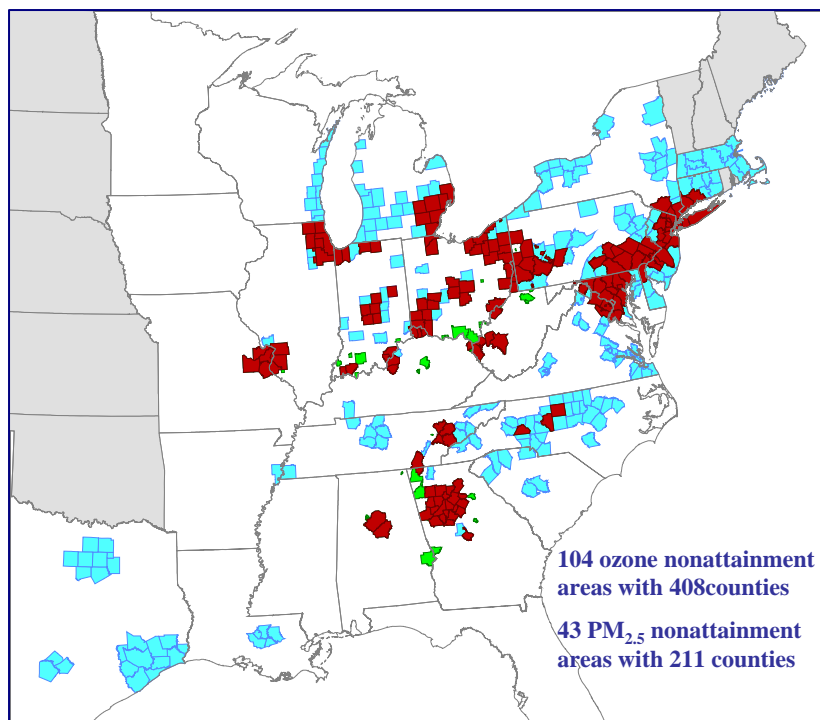 104 ozone nonattainment
areas with 408counties
43 PM2.5 nonattainment
areas with 211 counties